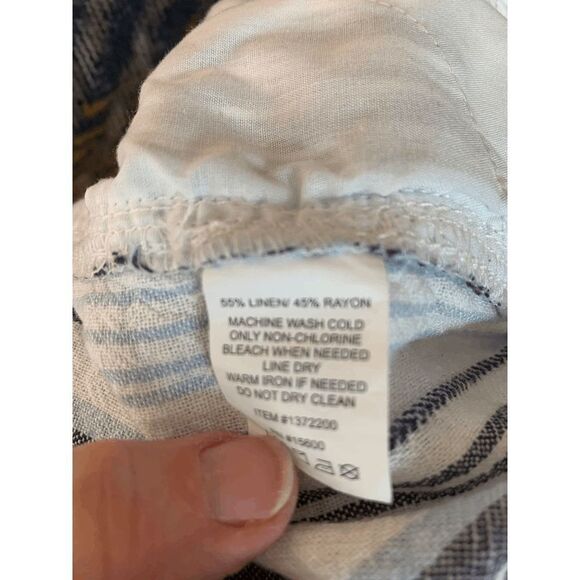 55% LINEN/ 45% RAYON
MACHINE WASH COLD
ONLY NON-CHLORINE
BLEACH WHEN NEEDED
LINE DRY
WARM IRON IF NEEDED
DO NOT DRY CLEAN
ITEM #1372200
#15600